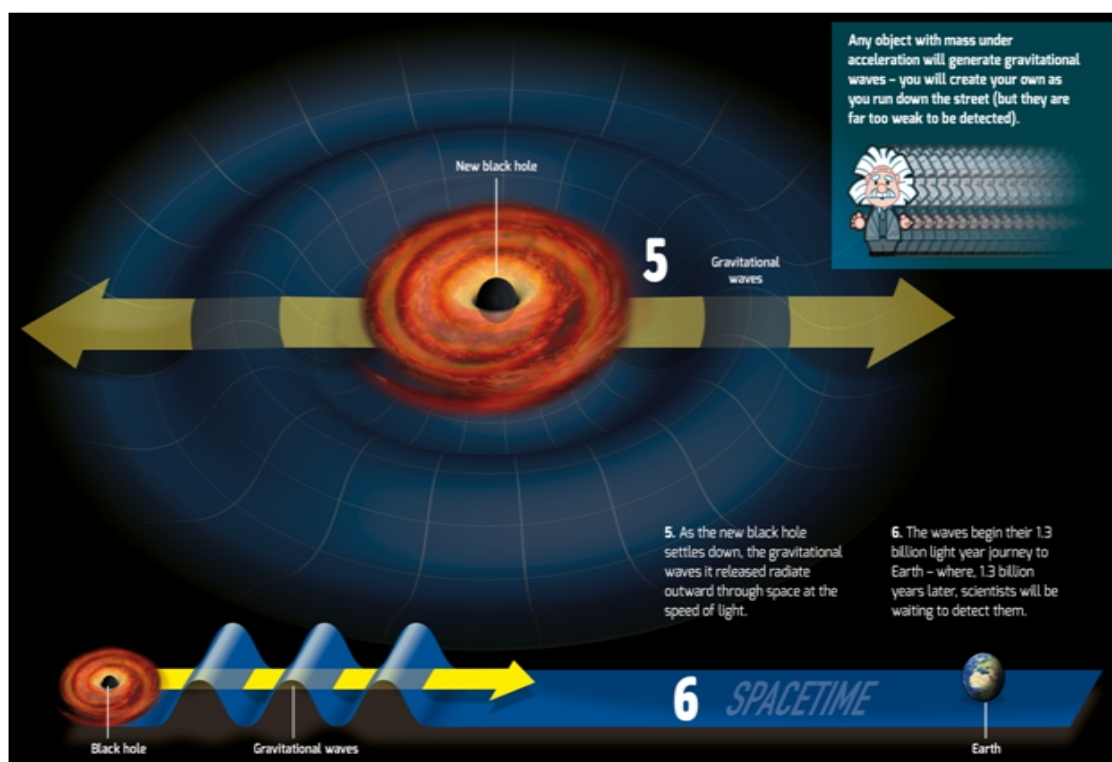 Any object with mass under
acceleration will generate gravitational
waves – you will create your own as
you run down the street (but they are
far too weak to be detected).
New black hole
5
Gravitational
waves
5. As the new black hole
settles down, the gravitational
waves it released radiate
outward through space at the
speed of light.
6. The waves begin their 1.3
billion light year journey to
Earth – where, 1.3 billion
years later, scientists will be
waiting to detect them.
6
SPACETIME
Black hole
Gravitational waves
Earth